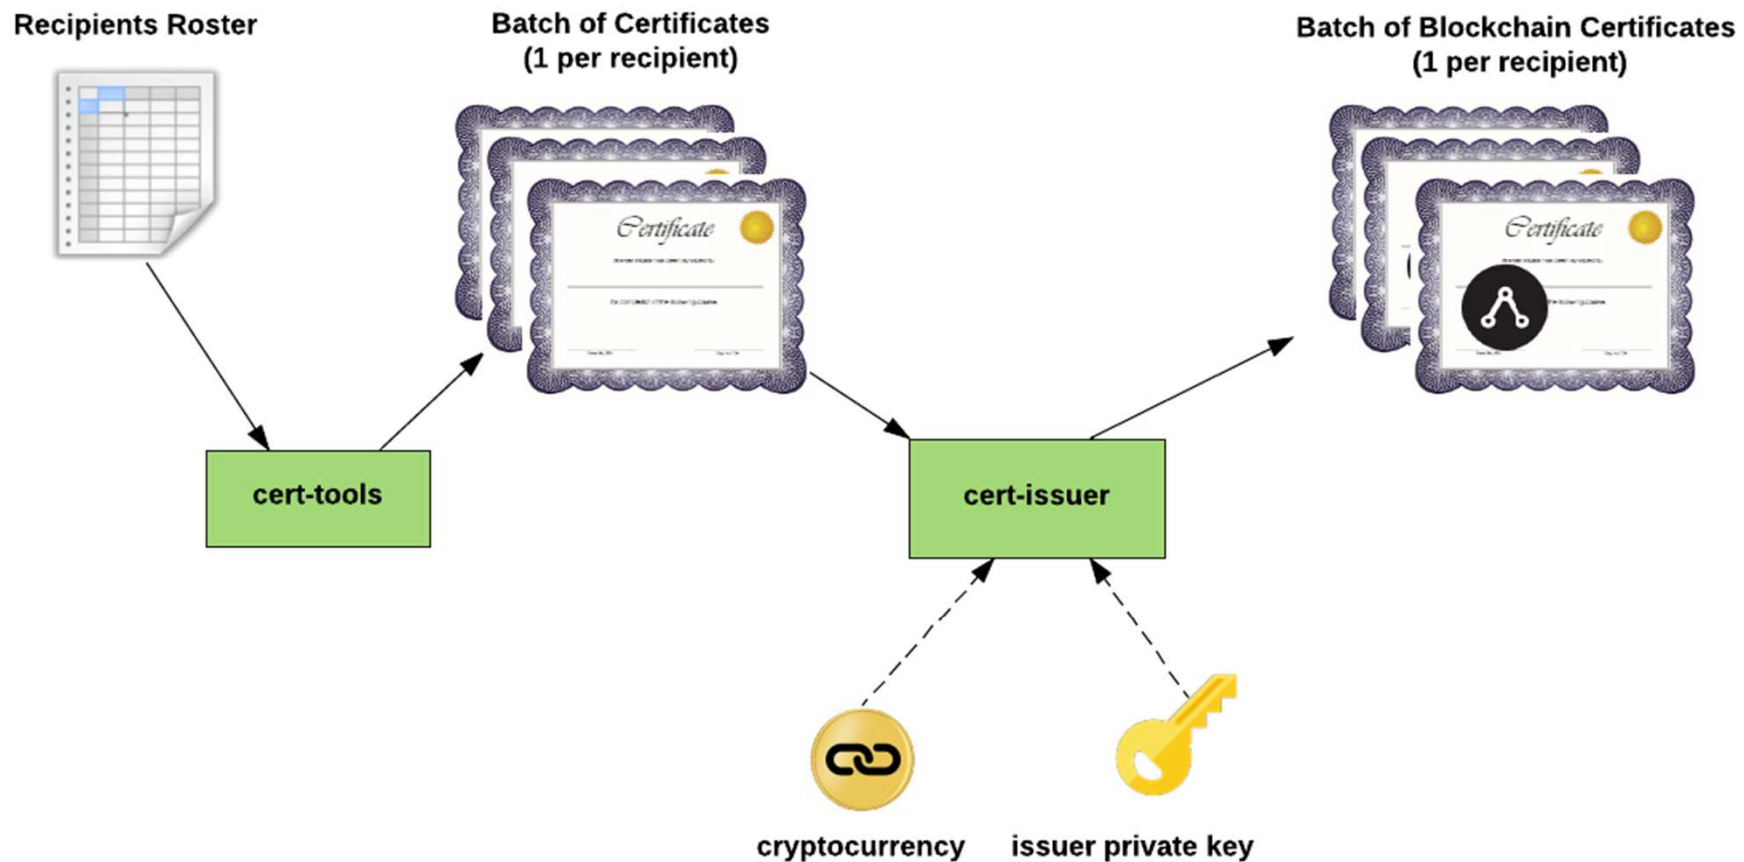 Recipients Roster
Batch of Certificates
(1 per recipient)
Batch of Blockchain Certificates
(1 per recipient)
Certificate
Certificate
cert-tools
cert-issuer
cryptocurrency
issuer private key